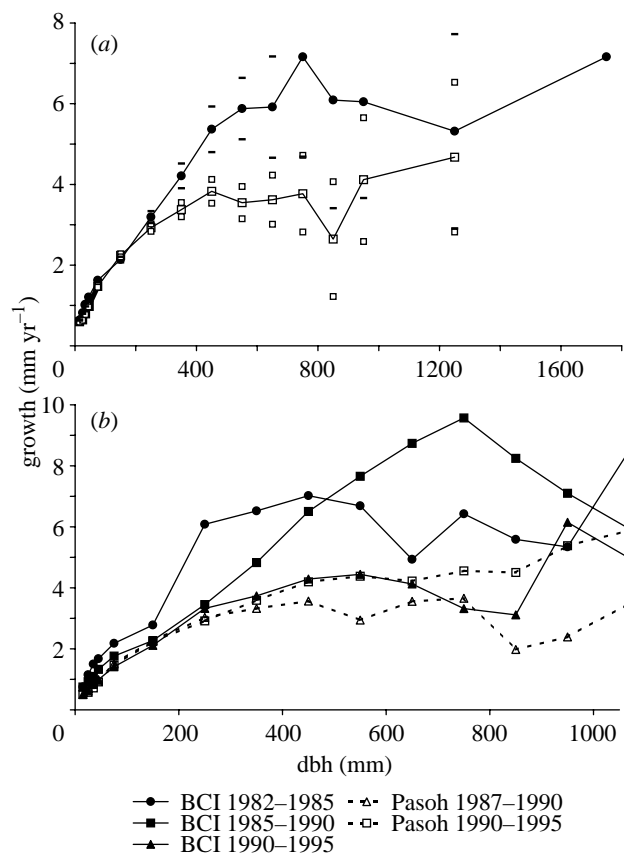 (a)
8
6
4
2
0 400 800 1200 1600
growth (mm yr⁻¹)
(b)
10
8
6
4
2
0 200 400 600 800 1000
dbh (mm)
BCI 1982–1985 Pasoh 1987–1990
BCI 1985–1990 Pasoh 1990–1995
BCI 1990–1995